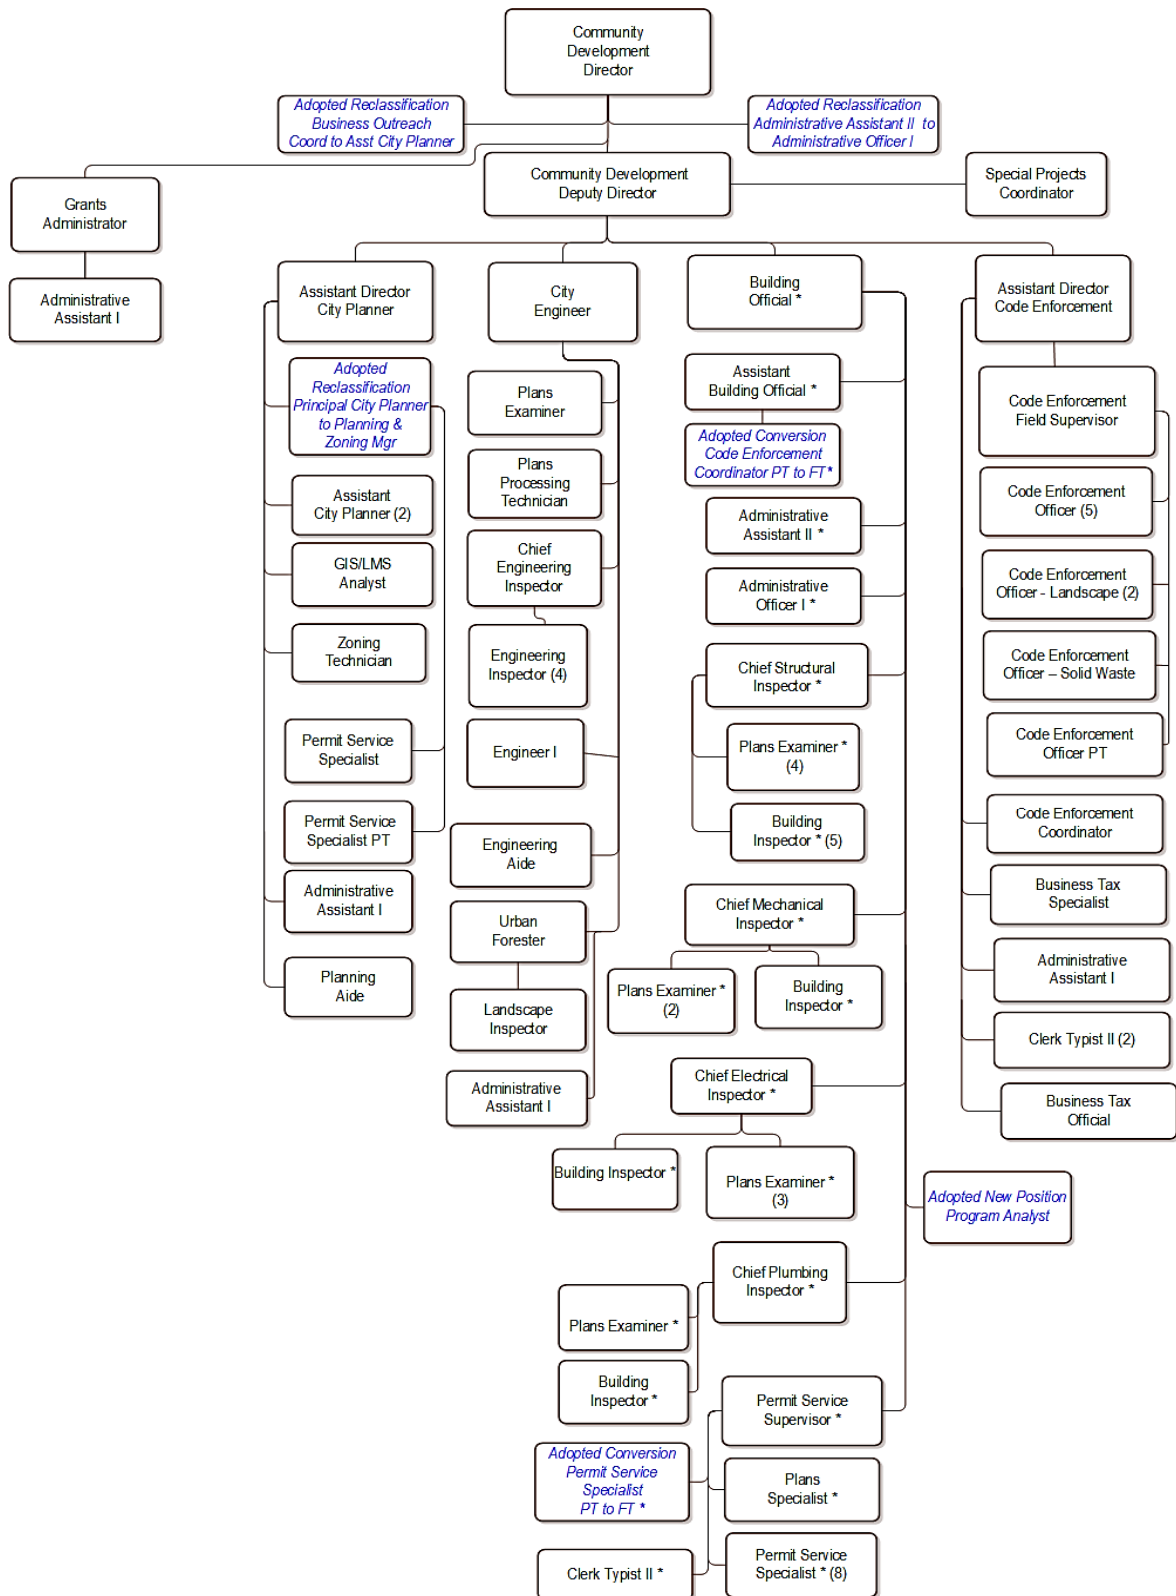 Community
Development
Director
Adopted Reclassification
Business Outreach
Coord to Asst City Planner
Adopted Reclassification
Administrative Assistant II to
Administrative Officer I
Grants
Administrator
Community Development
Deputy Director
Special Projects
Coordinator
Administrative
Assistant I
Assistant Director
City Planner
Adopted
Reclassification
Principal City Planner
to Planning &
Zoning Mgr
Assistant
City Planner (2)
GIS/LMS
Analyst
Zoning
Technician
Permit Service
Specialist
Permit Service
Specialist PT
Administrative
Assistant I
Planning
Aide
City
Engineer
Plans
Examiner
Plans
Processing
Technician
Chief
Engineering
Inspector
Engineering
Inspector (4)
Engineer I
Engineering
Aide
Urban
Forester
Landscape
Inspector
Administrative
Assistant I
Building
Official *
Assistant
Building Official *
Adopted Conversion
Code Enforcement
Coordinator PT to FT*
Administrative
Assistant II *
Administrative
Officer I *
Chief Structural
Inspector *
Plans Examiner *
(4)
Building
Inspector * (5)
Chief Mechanical
Inspector *
Plans Examiner *
(2)
Building
Inspector *
Chief Electrical
Inspector *
Building Inspector *
Plans Examiner *
(3)
Adopted New Position
Program Analyst
Chief Plumbing
Inspector *
Plans Examiner *
Building
Inspector *
Permit Service
Supervisor *
Adopted Conversion
Permit Service
Specialist
PT to FT *
Plans
Specialist *
Clerk Typist II *
Permit Service
Specialist * (8)
Assistant Director
Code Enforcement
Code Enforcement
Field Supervisor
Code Enforcement
Officer (5)
Code Enforcement
Officer - Landscape (2)
Code Enforcement
Officer – Solid Waste
Code Enforcement
Officer PT
Code Enforcement
Coordinator
Business Tax
Specialist
Administrative
Assistant I
Clerk Typist II (2)
Business Tax
Official